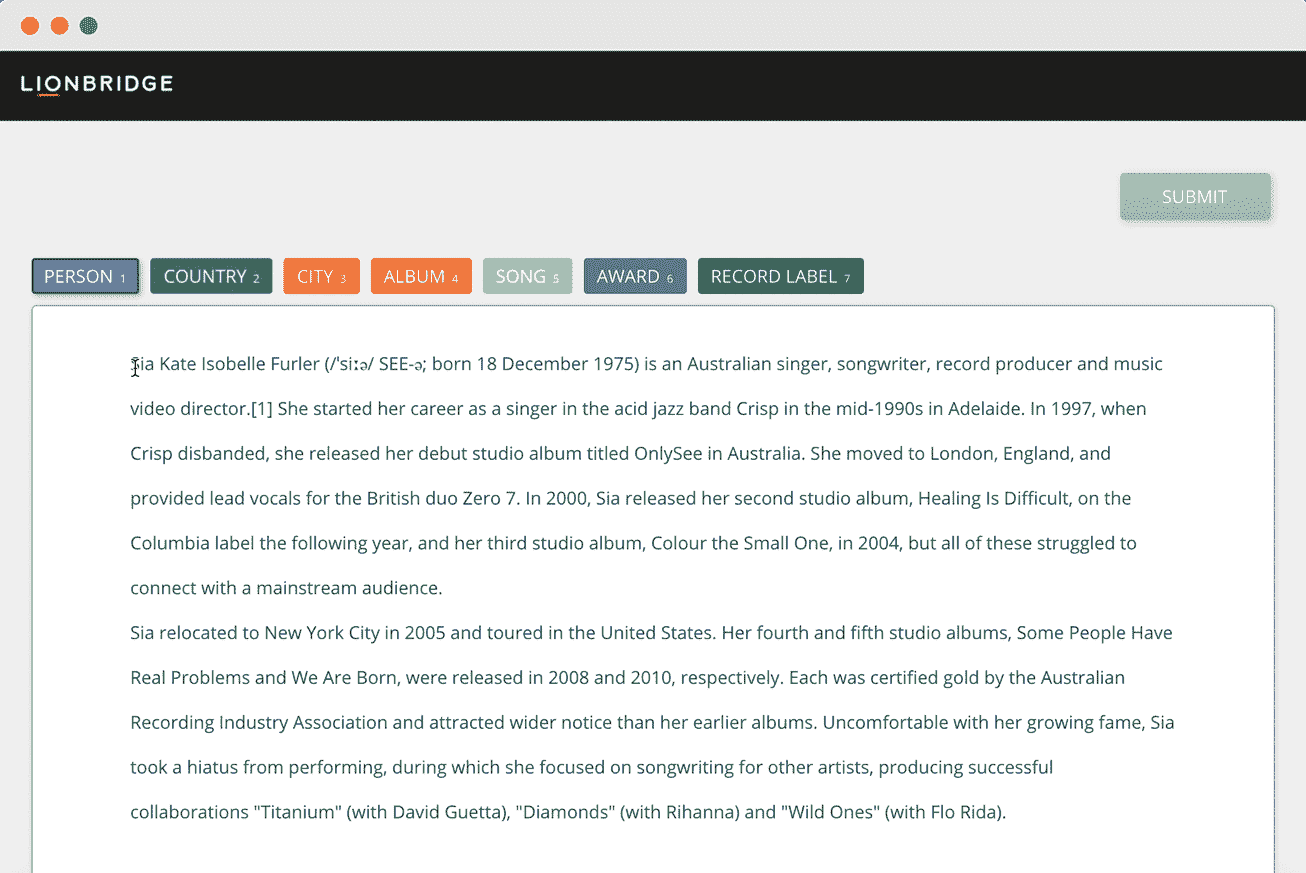 LIONBRIDGE
SUBMIT
PERSON 1 COUNTRY 2 CITY 3 ALBUM 4 SONG 5 AWARD 6 RECORD LABEL 7
Sia Kate Isobelle Furler (/ˈsiːə/ SEE-ə; born 18 December 1975) is an Australian singer, songwriter, record producer and music
video director.[1] She started her career as a singer in the acid jazz band Crisp in the mid-1990s in Adelaide. In 1997, when
Crisp disbanded, she released her debut studio album titled OnlySee in Australia. She moved to London, England, and
provided lead vocals for the British duo Zero 7. In 2000, Sia released her second studio album, Healing Is Difficult, on the
Columbia label the following year, and her third studio album, Colour the Small One, in 2004, but all of these struggled to
connect with a mainstream audience.
Sia relocated to New York City in 2005 and toured in the United States. Her fourth and fifth studio albums, Some People Have
Real Problems and We Are Born, were released in 2008 and 2010, respectively. Each was certified gold by the Australian
Recording Industry Association and attracted wider notice than her earlier albums. Uncomfortable with her growing fame, Sia
took a hiatus from performing, during which she focused on songwriting for other artists, producing successful
collaborations "Titanium" (with David Guetta), "Diamonds" (with Rihanna) and "Wild Ones" (with Flo Rida).